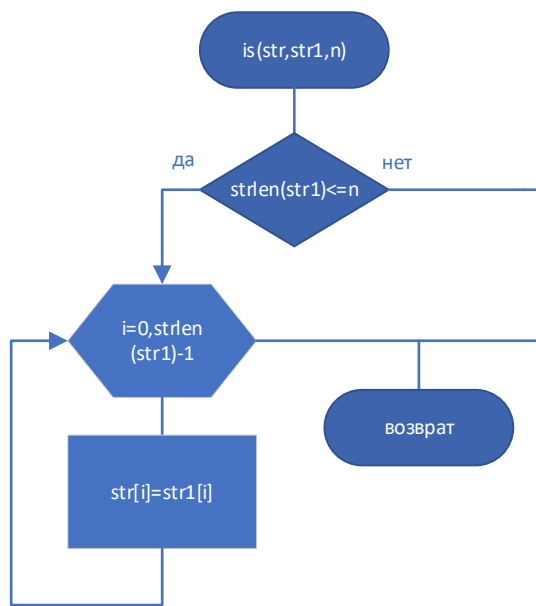 is(str,str1,n)
да
нет
strlen(str1)<=n
i=0,strlen
(str1)-1
возврат
str[i]=str1[i]